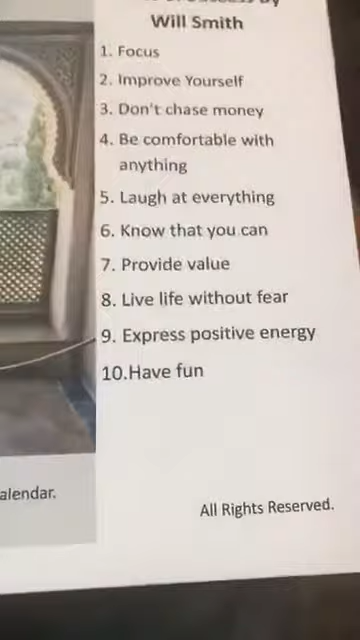 by
Will Smith
1. Focus
2. Improve Yourself
3. Don't chase money
4. Be comfortable with
anything
5. Laugh at everything
6. Know that you can
7. Provide value
8. Live life without fear
9. Express positive energy
10.Have fun
alendar.
All Rights Reserved.